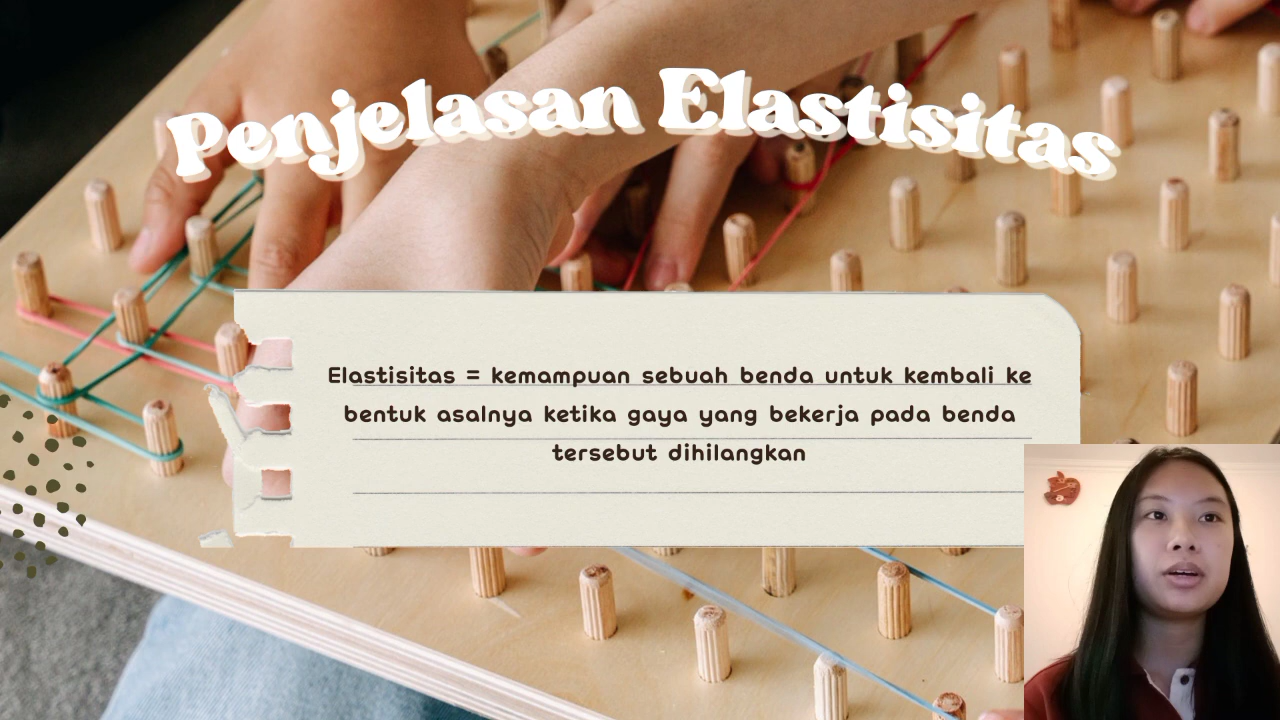 Penjelasan Elastisitas
Elastisitas = kemampuan sebuah benda untuk kembali ke
bentuk asalnya ketika gaya yang bekerja pada benda
tersebut dihilangkan